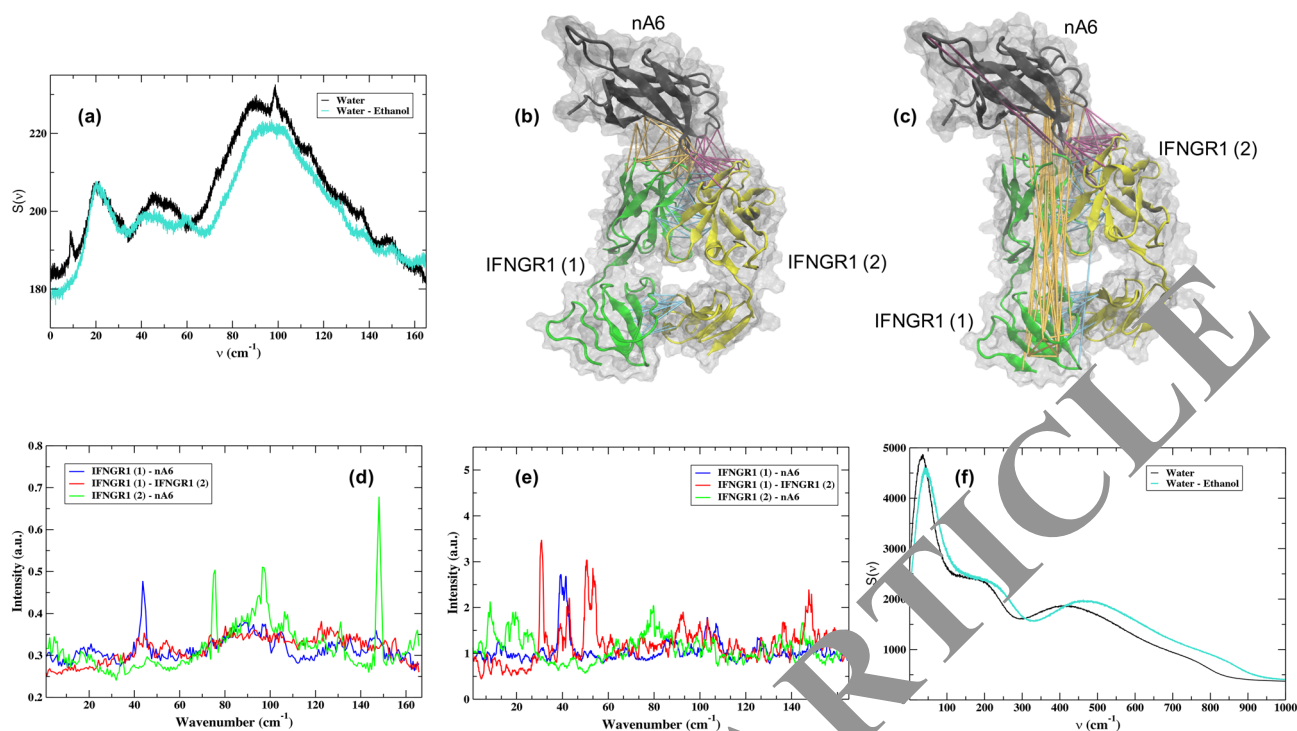 (a)
Water
Water - Ethanol
S(ν)
220
200
180
0 20 40 60 80 100 120 140 160
ν (cm-1)
nA6
(b)
IFNGR1 (1)
IFNGR1 (2)
nA6
(c)
IFNGR1 (2)
IFNGR1 (1)
(d)
IFNGR1 (1) - nA6
IFNGR1 (1) - IFNGR1 (2)
IFNGR1 (2) - nA6
Intensity (a.u.)
0.8
0.7
0.6
0.5
0.4
0.3
0.2
20 40 60 80 100 120 140 160
Wavenumber (cm-1)
(e)
IFNGR1 (1) - nA6
IFNGR1 (1) - IFNGR1 (2)
IFNGR1 (2) - nA6
Intensity (a.u.)
5
4
3
2
1
0
20 40 60 80 100 120
Wavenumber (cm-1)
(f)
Water
Water - Ethanol
S(ν)
5000
4000
3000
2000
1000
100 200 300 400 500 600 700 800 900 1000
ν (cm-1)
ARTICLE